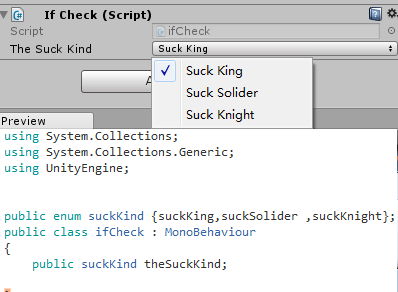 If Check (Script)
Script
ifCheck
The Suck Kind
Suck King
Suck King
Suck Solider
Suck Knight
A
Preview
using System.Collections;
using System.Collections.Generic;
using UnityEngine;
public enum suckKind {suckKing,suckSolider ,suckKnight};
public class ifCheck : MonoBehaviour
{
public suckKind theSuckKind;